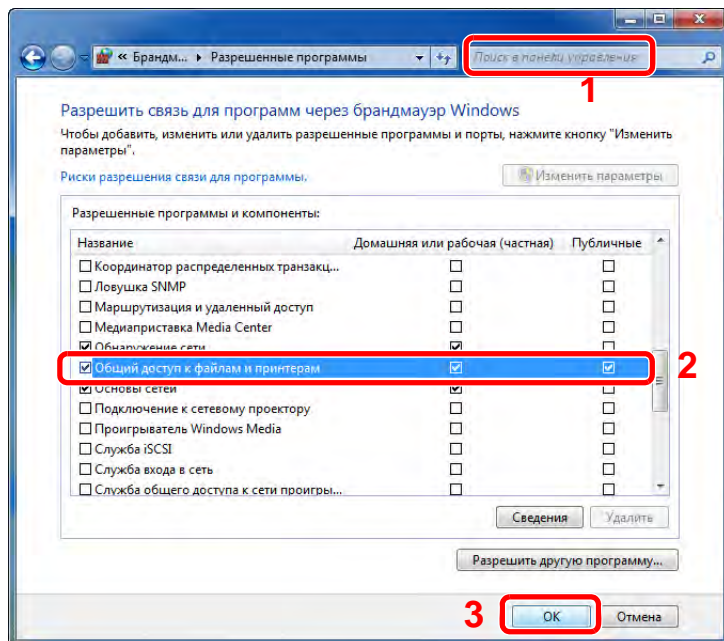 « Брандм... ▸ Разрешенные программы
Поиск в панели управления
1
Разрешить связь для программ через брандмауэр Windows
Чтобы добавить, изменить или удалить разрешенные программы и порты, нажмите кнопку "Изменить
параметры".
Риски разрешения связи для программы.
Изменить параметры
Разрешенные программы и компоненты:
Название Домашняя или рабочая (частная) Публичные
Координатор распределенных транзакц...
Ловушка SNMP
Маршрутизация и удаленный доступ
Медиаприставка Media Center
Обнаружение сети
Общий доступ к файлам и принтерам
2
Основы сетей
Подключение к сетевому проектору
Проигрыватель Windows Media
Служба iSCSI
Служба входа в сеть
Служба общего доступа к сети проигры...
Сведения Удалить
Разрешить другую программу...
3 ОК Отмена